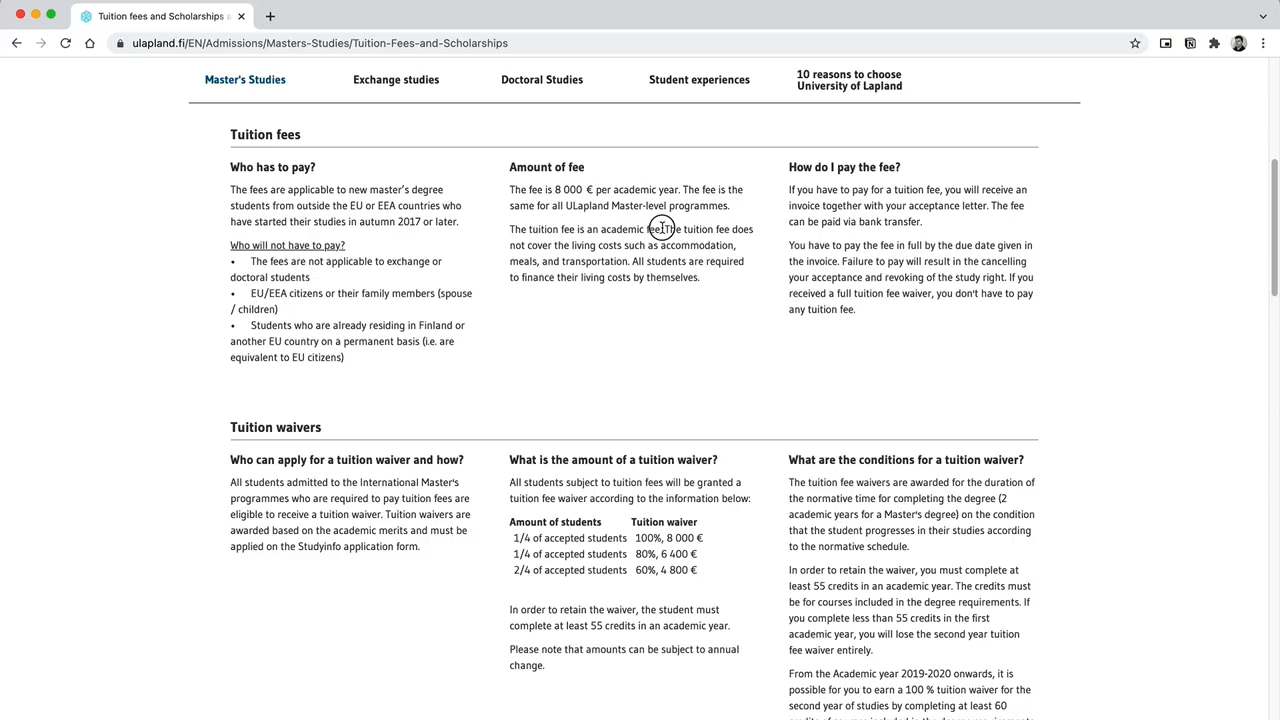 Tuition fees and Scholarships a
ulapland.fi/EN/Admissions/Masters-Studies/Tuition-Fees-and-Scholarships
Master's Studies
Exchange studies
Doctoral Studies
Student experiences
10 reasons to choose
University of Lapland
Tuition fees
Who has to pay?
The fees are applicable to new master's degree
students from outside the EU or EEA countries who
have started their studies in autumn 2017 or later.
Who will not have to pay?
• The fees are not applicable to exchange or
doctoral students
• EU/EEA citizens or their family members (spouse
/ children)
• Students who are already residing in Finland or
another EU country on a permanent basis (i.e. are
equivalent to EU citizens)
Amount of fee
The fee is 8 000 € per academic year. The fee is the
same for all ULapland Master-level programmes.
The tuition fee is an academic fee. The tuition fee does
not cover the living costs such as accommodation,
meals, and transportation. All students are required
to finance their living costs by themselves.
How do I pay the fee?
If you have to pay for a tuition fee, you will receive an
invoice together with your acceptance letter. The fee
can be paid via bank transfer.
You have to pay the fee in full by the due date given in
the invoice. Failure to pay will result in the cancelling
your acceptance and revoking of the study right. If you
received a full tuition fee waiver, you don't have to pay
any tuition fee.
Tuition waivers
Who can apply for a tuition waiver and how?
All students admitted to the International Master's
programmes who are required to pay tuition fees are
eligible to receive a tuition waiver. Tuition waivers are
awarded based on the academic merits and must be
applied on the Studyinfo application form.
What is the amount of a tuition waiver?
All students subject to tuition fees will be granted a
tuition fee waiver according to the information below:
Amount of students Tuition waiver
1/4 of accepted students 100%, 8 000 €
1/4 of accepted students 80%, 6 400 €
2/4 of accepted students 60%, 4 800 €
In order to retain the waiver, the student must
complete at least 55 credits in an academic year.
Please note that amounts can be subject to annual
change.
What are the conditions for a tuition waiver?
The tuition fee waivers are awarded for the duration of
the normative time for completing the degree (2
academic years for a Master's degree) on the condition
that the student progresses in their studies according
to the normative schedule.
In order to retain the waiver, you must complete at
least 55 credits in an academic year. The credits must
be for courses included in the degree requirements. If
you complete less than 55 credits in the first
academic year, you will lose the second year tuition
fee waiver entirely.
From the Academic year 2019-2020 onwards, it is
possible for you to earn a 100 % tuition waiver for the
second year of studies by completing at least 60
credits of courses included in the degree requirements